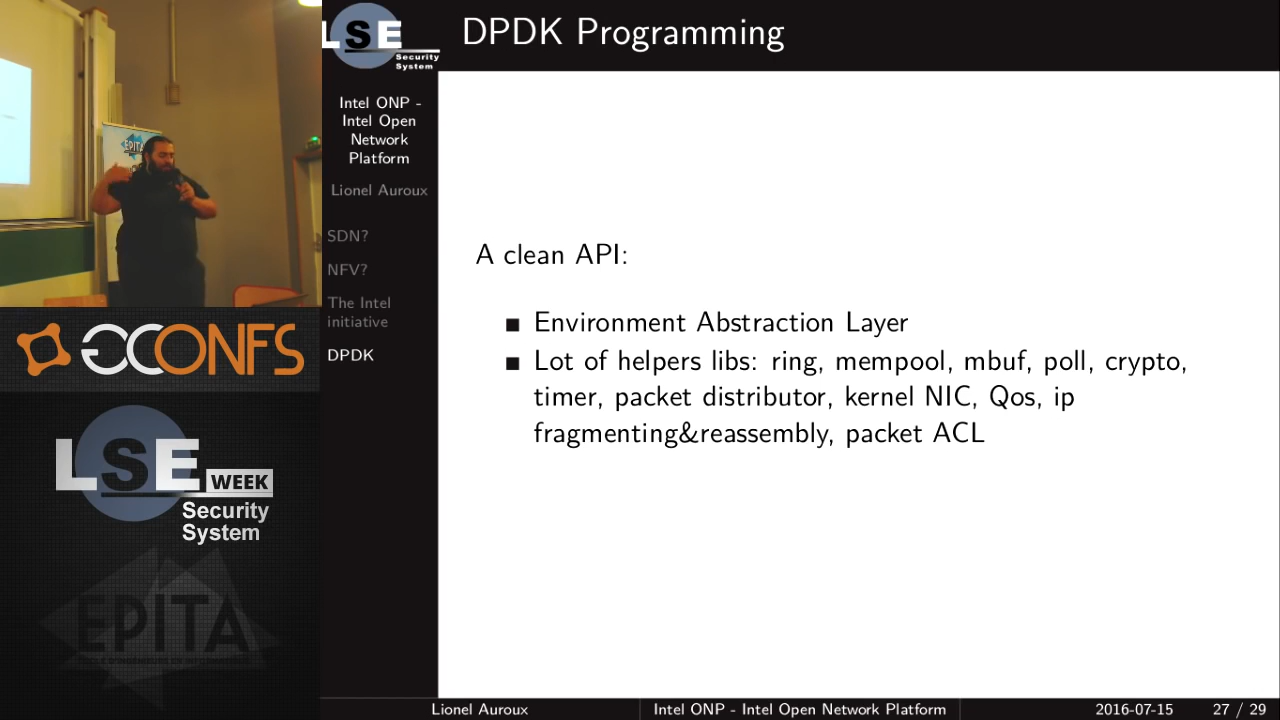 EPITA
LSE
Security
System
DPDK Programming
Intel ONP -
Intel Open
Network
Platform
Lionel Auroux
SDN?
NFV?
The Intel
initiative
DPDK
A clean API:
Environment Abstraction Layer
Lot of helpers libs: ring, mempool, mbuf, poll, crypto,
timer, packet distributor, kernel NIC, Qos, ip
fragmenting&reassembly, packet ACL
GCONFS
LSE WEEK
Security
System
EPITA
Lionel Auroux
Intel ONP - Intel Open Network Platform
2016-07-15
27 / 29